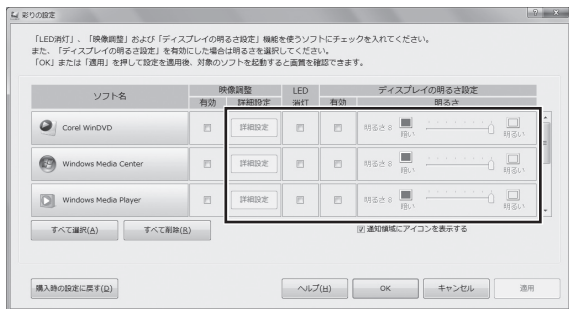 彩りの設定
「LED消灯」、「映像調整」および「ディスプレイの明るさ設定」機能を使うソフトにチェックを入れてください。
また、「ディスプレイの明るさ設定」を有効にした場合は明るさを選択してください。
「OK」または「適用」を押して設定を適用後、対象のソフトを起動すると画質を確認できます。
ソフト名 映像調整 LED消灯 ディスプレイの明るさ設定
有効 詳細設定 有効 明るさ
Corel WinDVD 詳細設定 明るさ 8 暗い 明るい
Windows Media Center 詳細設定 明るさ 8 暗い 明るい
Windows Media Player 詳細設定 明るさ 8 暗い 明るい
すべて選択(A) すべて削除(R) 通知領域にアイコンを表示する
購入時の設定に戻す(D) ヘルプ(H) OK キャンセル 適用